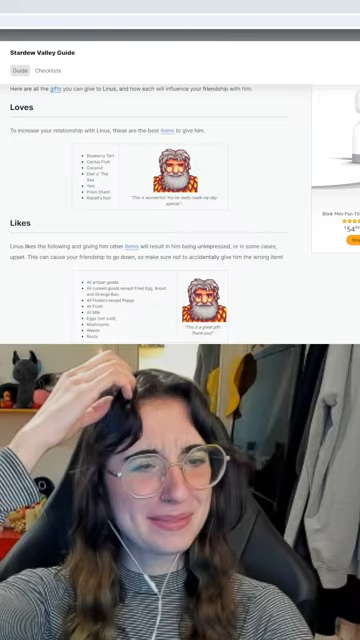 Stardew Valley Guide
Guide
Checklists
Here are all the gifts you can give to Linus, and how each will influence your friendship with him.
Loves
To increase your relationship with Linus, these are the best items to give him.
Blueberry Tart
Cactus Fruit
Coconut
Dish o' The
Sea
Yam
Prism Shard
Rabbit's foot
"This is wonderful! You've really made my day
special."
Likes
Linus likes the following and giving him other items will result in him being unimpressed, or in some cases,
upset. This can cause your friendship to go down, so make sure not to accidentally give him the wrong item!
All artisan goods
All cooked goods except Fried Egg, Bread,
and Strange Bun.
All Flowers except Poppy.
All Fruits
All Milk
Eggs (not void)
Mushrooms
Weeds
Roots
"This is a great gift.
Thank you!"
Blink Mini Pan-Til
$54